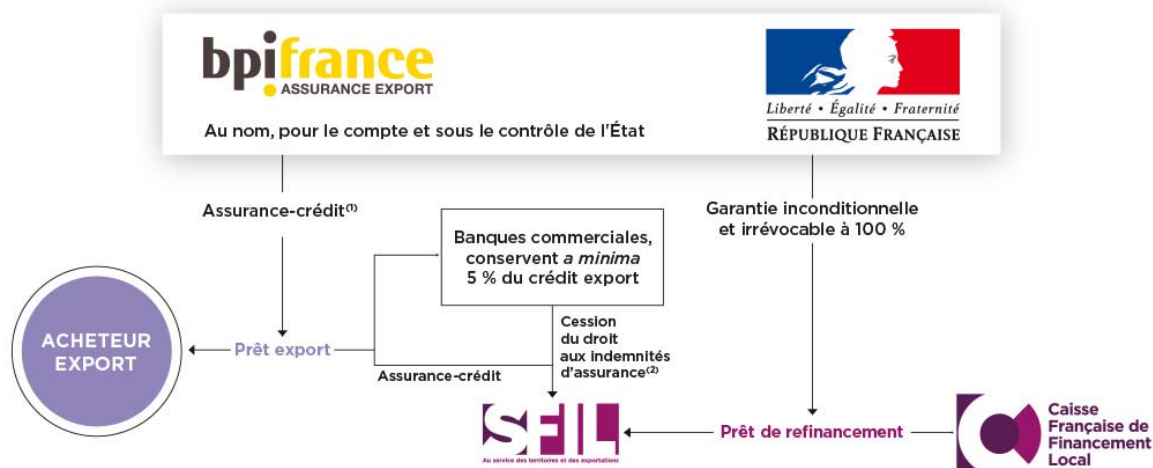 bpifrance
ASSURANCE EXPORT
Au nom, pour le compte et sous le contrôle de l'État
Liberté • Égalité • Fraternité
RÉPUBLIQUE FRANÇAISE
Assurance-crédit(1)
Garantie inconditionnelle
et irrévocable à 100 %
Banques commerciales,
conservent a minima
5 % du crédit export
ACHETEUR
EXPORT
Prêt export
Assurance-crédit
Cession
du droit
aux indemnités
d'assurance(2)
SFIL
Au service des territoires et des exportations
Prêt de refinancement
Caisse
Française de
Financement
Local